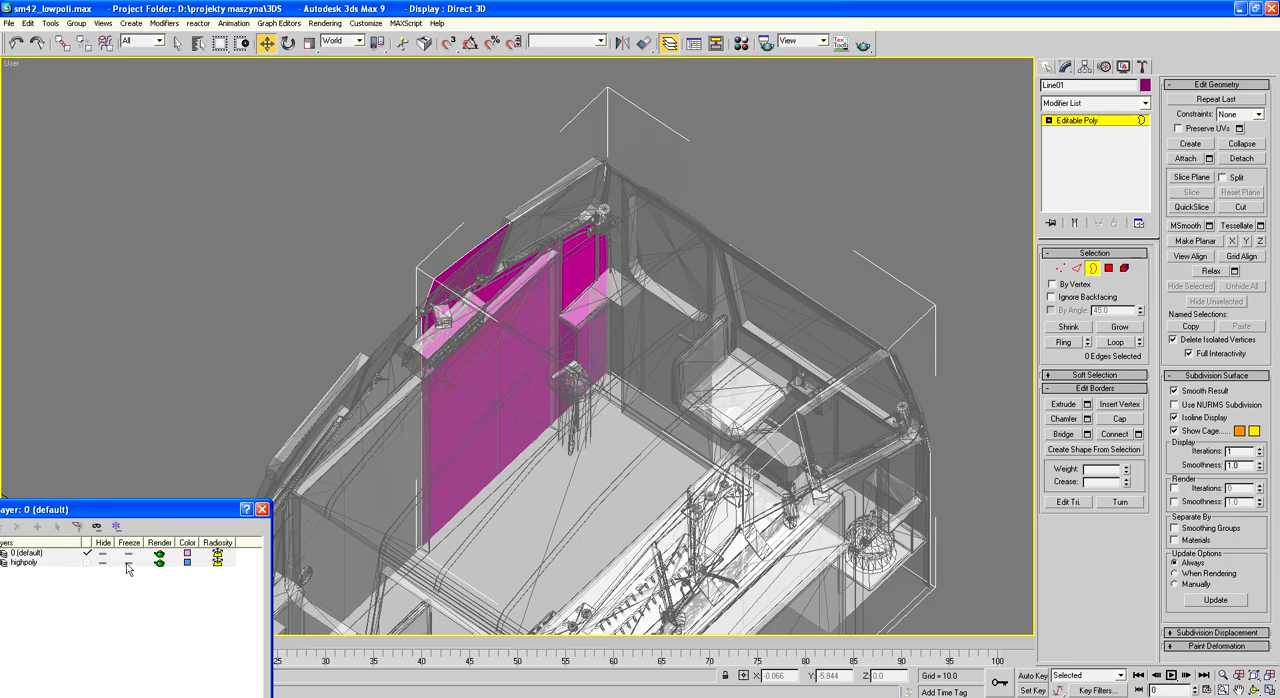 sm42_lowpoli.max - Project Folder: D:\projekty maszyna\3DS - Autodesk 3ds Max 9 - Display : Direct 3D
File Edit Tools Group Views Create Modifiers reactor Animation Graph Editors Rendering Customize MAXScript Help
All World View
User
Line01
Modifier List
Editable Poly
Selection
By Vertex
Ignore Backfacing
By Angle: 45.0
Shrink Grow
Ring Loop
0 Edges Selected
Soft Selection
Edit Borders
Extrude Insert Vertex
Chamfer Cap
Bridge Connect
Create Shape From Selection
Weight:
Crease:
Edit Tri. Turn
Edit Geometry
Repeat Last
Constraints: None
Preserve UVs
Create Collapse
Attach Detach
Slice Plane Split
Slice Reset Plane
QuickSlice Cut
MSmooth Tessellate
Make Planar X Y Z
View Align Grid Align
Relax
Hide Selected Unhide All
Hide Unselected
Named Selections:
Copy Paste
Delete Isolated Vertices
Full Interactivity
Subdivision Surface
Smooth Result
Use NURMS Subdivision
Isoline Display
Show Cage......
Display
Iterations: 1
Smoothness: 1.0
Render
Iterations: 0
Smoothness: 1.0
Separate By
Smoothing Groups
Materials
Update Options
Always
When Rendering
Manually
Update
Subdivision Displacement
Paint Deformation
ayer: 0 (default)
yers Hide Freeze Render Color Radiosity
0 (default)
highpoly
25 30 35 40 45 50 55 60 65 70 75 80 85 90 95 100
X: -0.066 Y: -5.844 Z: 0.0 Grid = 10.0 Auto Key Selected
Add Time Tag Set Key Key Filters...